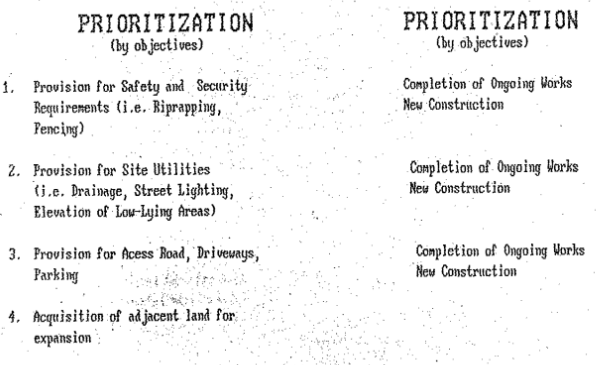 PRIORITIZATION
(by objectives)
1. Provision for Safety and Security
Requirements (i.e. Riprapping,
Fencing)
2. Provision for Site Utilities
(i.e. Drainage, Street Lighting,
Elevation of Low-Lying Areas)
3. Provision for Acess Road, Driveways,
Parking
4. Acquisition of adjacent land for
expansion
PRIORITIZATION
(by objectives)
Completion of Ongoing Works
New Construction
Completion of Ongoing Works
New Construction
Completion of Ongoing Works
New Construction